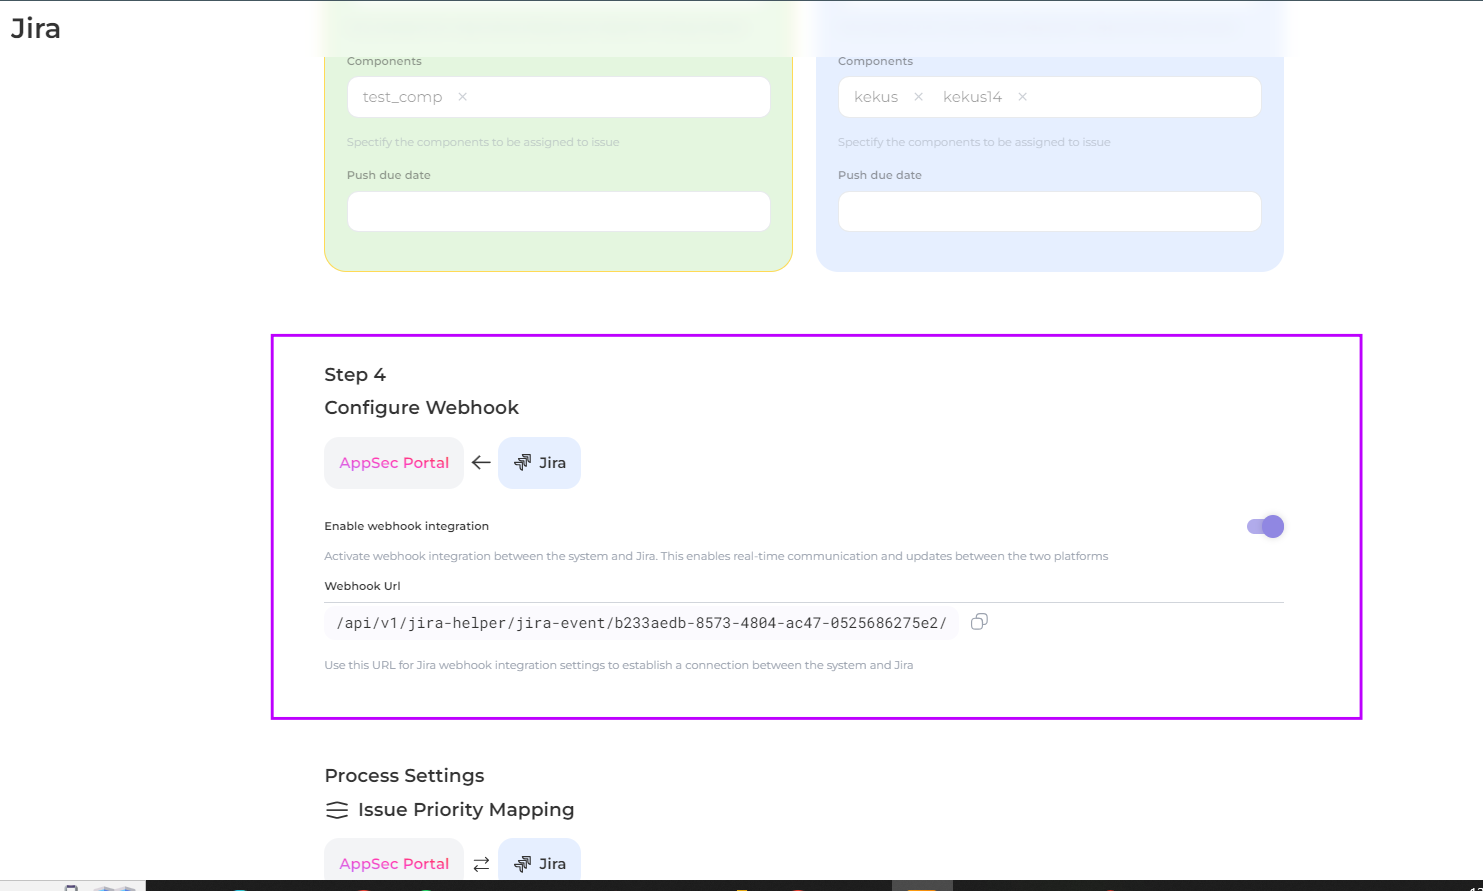 Jira
Components
test_comp ×
Specify the components to be assigned to issue
Push due date
Components
kekus × kekus14 ×
Specify the components to be assigned to issue
Push due date
Step 4
Configure Webhook
AppSec Portal ← Jira
Enable webhook integration
Activate webhook integration between the system and Jira. This enables real-time communication and updates between the two platforms
Webhook Url
/api/v1/jira-helper/jira-event/b233aedb-8573-4804-ac47-0525686275e2/
Use this URL for Jira webhook integration settings to establish a connection between the system and Jira
Process Settings
Issue Priority Mapping
AppSec Portal ⇄ Jira